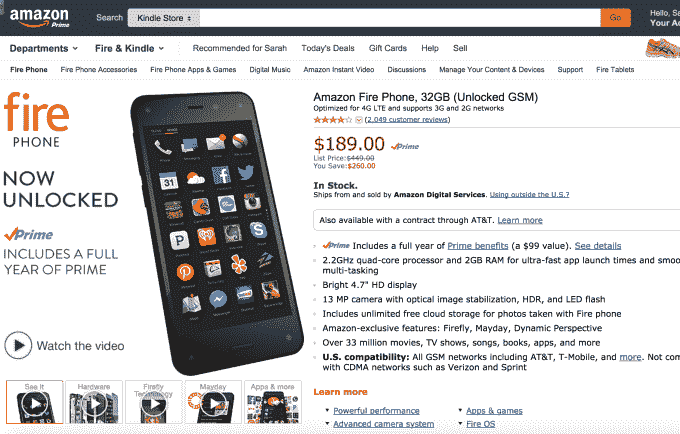 amazon
Prime
Search
Kindle Store
Go
Hello, Sa
Your A
Departments
Fire & Kindle
Recommended for Sarah
Today's Deals
Gift Cards
Help
Sell
Fire Phone
Fire Phone Accessories
Fire Phone Apps & Games
Digital Music
Amazon Instant Video
Discussions
Manage Your Content & Devices
Support
Fire Tablets
fire
PHONE
NOW
UNLOCKED
Prime
INCLUDES A FULL
YEAR OF PRIME
Watch the video
See It
Hardware
Firefly
Technology
Mayday
Apps & more
Amazon Fire Phone, 32GB (Unlocked GSM)
Optimized for 4G LTE and supports 3G and 2G networks
(2,049 customer reviews)
$189.00 Prime
List Price:$449.00
You Save:$260.00
In Stock.
Ships from and sold by Amazon Digital Services. Using outside the U.S.?
Also available with a contract through AT&T. Learn more
Prime Includes a full year of Prime benefits (a $99 value). See details
2.2GHz quad-core processor and 2GB RAM for ultra-fast app launch times and smoo
multi-tasking
Bright 4.7" HD display
13 MP camera with optical image stabilization, HDR, and LED flash
Includes unlimited free cloud storage for photos taken with Fire phone
Amazon-exclusive features: Firefly, Mayday, Dynamic Perspective
Over 33 million movies, TV shows, songs, books, apps, and more
U.S. compatibility: All GSM networks including AT&T, T-Mobile, and more. Not com
with CDMA networks such as Verizon and Sprint
Learn more
Powerful performance
Apps & games
Advanced camera system
Fire OS